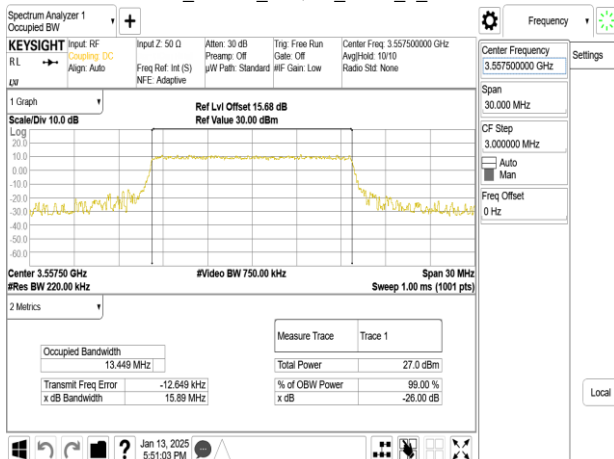 Spectrum Analyzer 1
Occupied BW
Frequency
KEYSIGHT
Input: RF
Coupling: DC
Align: Auto
Input Z: 50 Ω
Freq Ref: Int (S)
NFE: Adaptive
Atten: 30 dB
Preamp: Off
µW Path: Standard
Trig: Free Run
Gate: Off
#IF Gain: Low
Center Freq: 3.557500000 GHz
Avg|Hold: 10/10
Radio Std: None
RL
LXI
Center Frequency
3.557500000 GHz
Settings
Span
30.000 MHz
CF Step
3.000000 MHz
Auto
Man
Freq Offset
0 Hz
Local
1 Graph
Scale/Div 10.0 dB
Ref Lvl Offset 15.68 dB
Ref Value 30.00 dBm
Log
20.0
10.0
0.00
-10.0
-20.0
-30.0
-40.0
-50.0
-60.0
Center 3.55750 GHz
#Video BW 750.00 kHz
Span 30 MHz
#Res BW 220.00 kHz
Sweep 1.00 ms (1001 pts)
2 Metrics
Measure Trace Trace 1
Occupied Bandwidth
13.449 MHz
Total Power 27.0 dBm
Transmit Freq Error -12.649 kHz
% of OBW Power 99.00 %
x dB Bandwidth 15.89 MHz
x dB -26.00 dB
?
Jan 13, 2025
5:51:03 PM